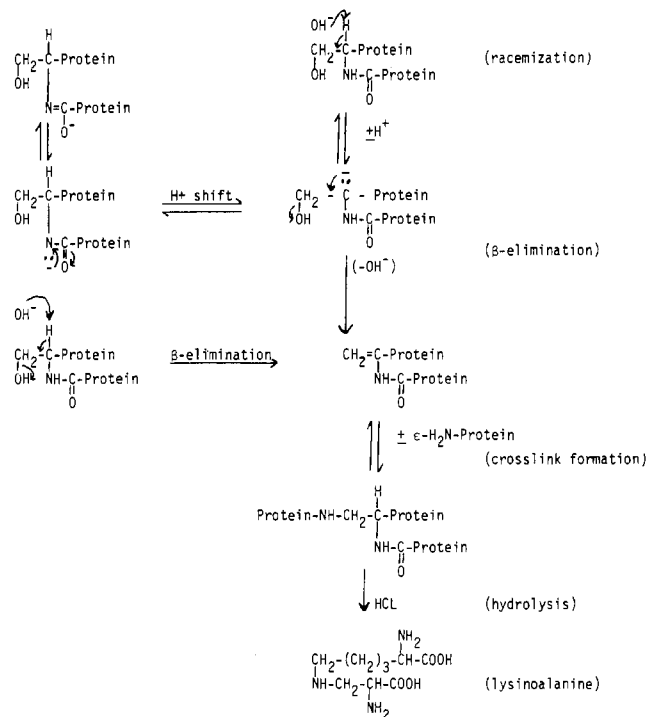 H
CH2-C-Protein
OH
N=C-Protein
O-
H
CH2-C-Protein
OH
N-C-Protein
O
H+ shift
OH-
H
CH2-C-Protein
OH
NH-C-Protein
O
(racemization)
±H+
CH2 - C - Protein
OH
NH-C-Protein
O
(β-elimination)
(-OH-)
OH-
H
CH2-C-Protein
OH NH-C-Protein
O
β-elimination
CH2=C-Protein
NH-C-Protein
O
± ε-H2N-Protein
(crosslink formation)
H
Protein-NH-CH2-C-Protein
NH-C-Protein
O
HCL
(hydrolysis)
NH2
CH2-(CH2)3-CH-COOH
NH-CH2-CH-COOH
NH2
(lysinoalanine)